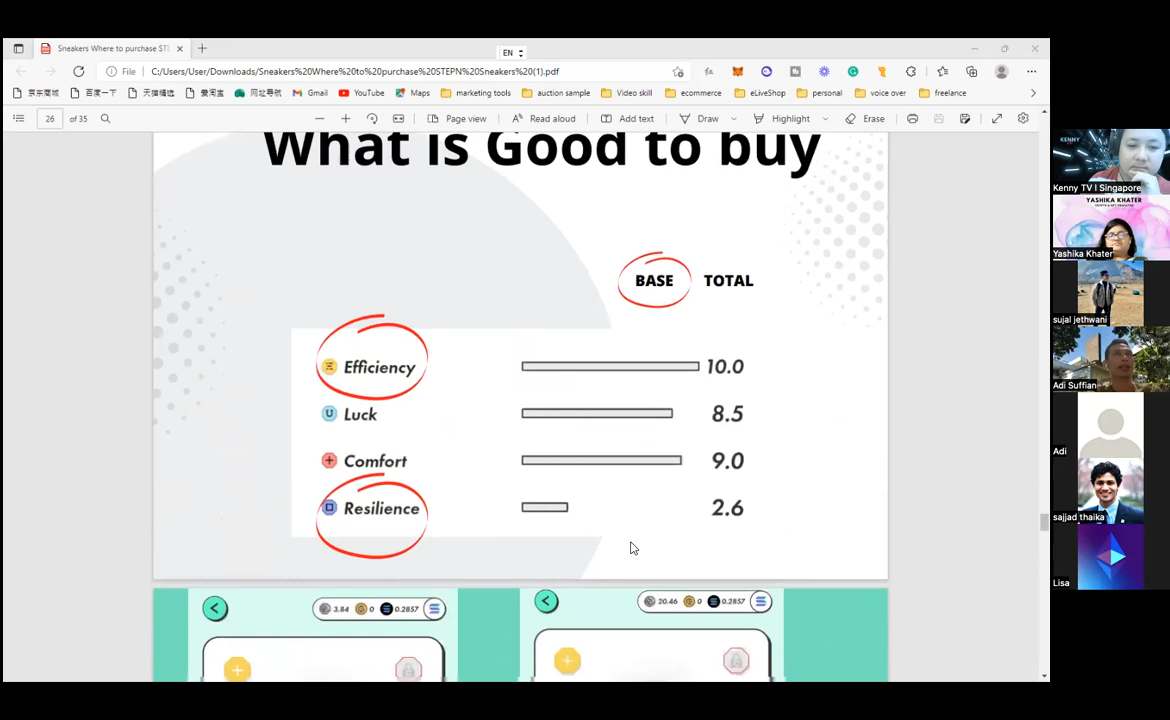 Sneakers Where to purchase STE
EN
File C:/Users/User/Downloads/Sneakers%20Where%20to%20purchase%20STEPN%20Sneakers%20(1).pdf
京东商城 百度一下 天猫精选 爱淘宝 网址导航 Gmail YouTube Maps marketing tools auction sample Video skill ecommerce eLiveShop personal voice over freelance
26 of 35 Page view Read aloud Add text Draw Highlight Erase
What is Good to buy
BASE TOTAL
Efficiency 10.0
Luck 8.5
Comfort 9.0
Resilience 2.6
3.84 0 0.2857
20.46 0 0.2857
KENNY
Kenny TV I Singapore
YASHIKA KHATER
Yashika Khater
sujal jethwani
Adi Suffian
Adi
sajjad thaika
Lisa